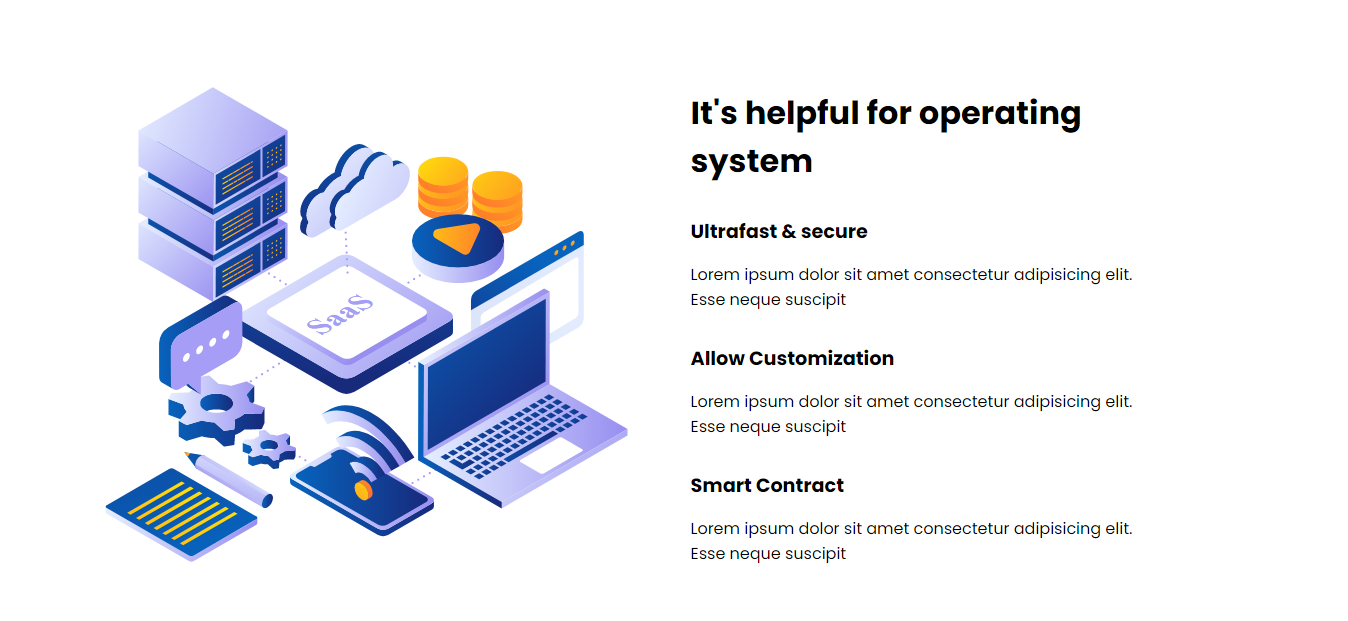 SaaS
It's helpful for operating
system
Ultrafast & secure
Lorem ipsum dolor sit amet consectetur adipisicing elit.
Esse neque suscipit
Allow Customization
Lorem ipsum dolor sit amet consectetur adipisicing elit.
Esse neque suscipit
Smart Contract
Lorem ipsum dolor sit amet consectetur adipisicing elit.
Esse neque suscipit